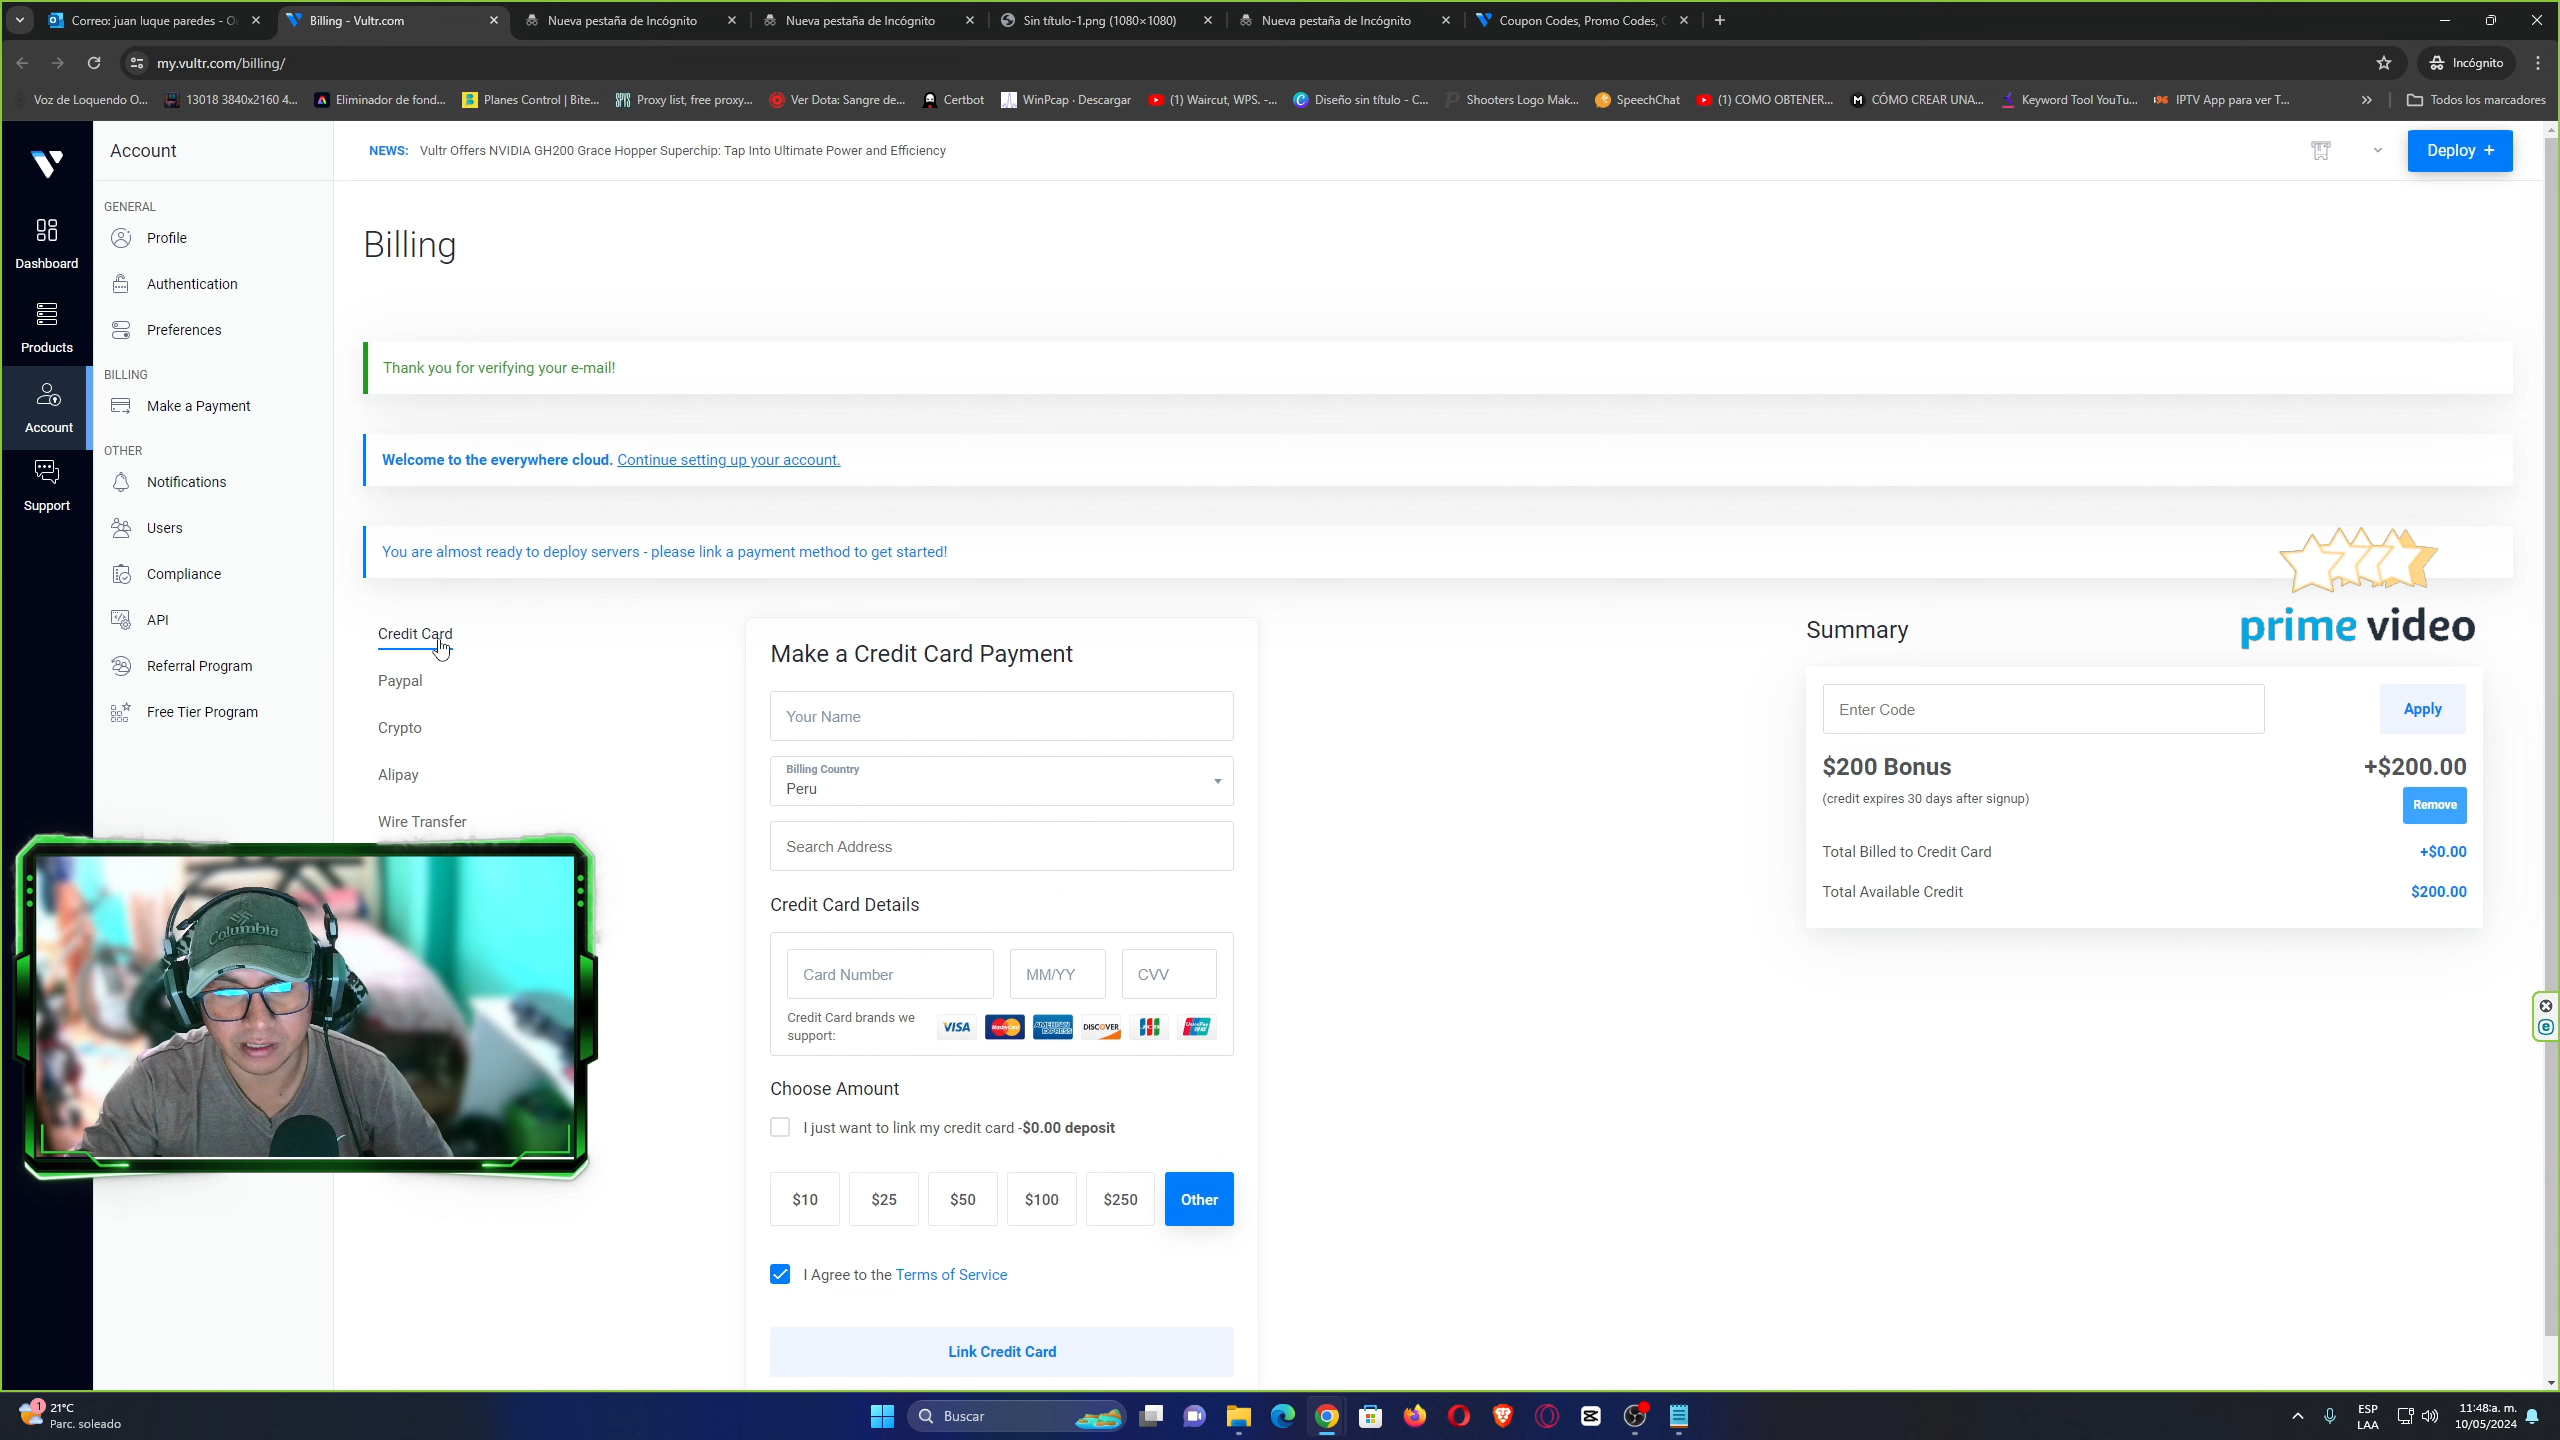 Correo: juan luque paredes - O
Billing - Vultr.com
Nueva pestaña de Incógnito
Nueva pestaña de Incógnito
Sin título-1.png (1080×1080)
Nueva pestaña de Incógnito
Coupon Codes, Promo Codes,
my.vultr.com/billing/
Incógnito
Voz de Loquendo O...
13018 3840x2160 4...
Eliminador de fond...
Planes Control | Bite...
Proxy list, free proxy...
Ver Dota: Sangre de...
Certbot
WinPcap · Descargar
(1) Waircut, WPS. -...
Diseño sin título - C...
Shooters Logo Mak...
SpeechChat
(1) COMO OBTENER...
CÓMO CREAR UNA...
Keyword Tool YouTu...
IPTV App para ver T...
»
Todos los marcadores
Account
NEWS: Vultr Offers NVIDIA GH200 Grace Hopper Superchip: Tap Into Ultimate Power and Efficiency
Deploy +
Dashboard
Products
Account
Support
GENERAL
Profile
Authentication
Preferences
BILLING
Make a Payment
OTHER
Notifications
Users
Compliance
API
Referral Program
Free Tier Program
Billing
Thank you for verifying your e-mail!
Welcome to the everywhere cloud. Continue setting up your account.
You are almost ready to deploy servers - please link a payment method to get started!
Credit Card
Paypal
Crypto
Alipay
Wire Transfer
Make a Credit Card Payment
Your Name
Billing Country
Peru
Search Address
Credit Card Details
Card Number
MM/YY
CVV
Credit Card brands we
support:
VISA
MasterCard
AMERICAN EXPRESS
DISCOVER
JCB
UnionPay
Choose Amount
I just want to link my credit card -$0.00 deposit
$10
$25
$50
$100
$250
Other
I Agree to the Terms of Service
Link Credit Card
prime video
Summary
Enter Code
Apply
$200 Bonus
+$200.00
(credit expires 30 days after signup)
Remove
Total Billed to Credit Card
+$0.00
Total Available Credit
$200.00
Columbia
1
21°C
Parc. soleado
Buscar
ESP
LAA
11:48 a. m.
10/05/2024